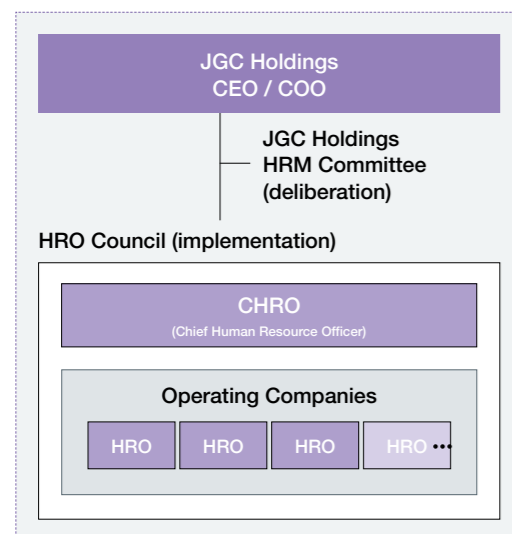 JGC Holdings
CEO / COO
JGC Holdings
HRM Committee
(deliberation)
HRO Council (implementation)
CHRO
(Chief Human Resource Officer)
Operating Companies
HRO HRO HRO HRO •••